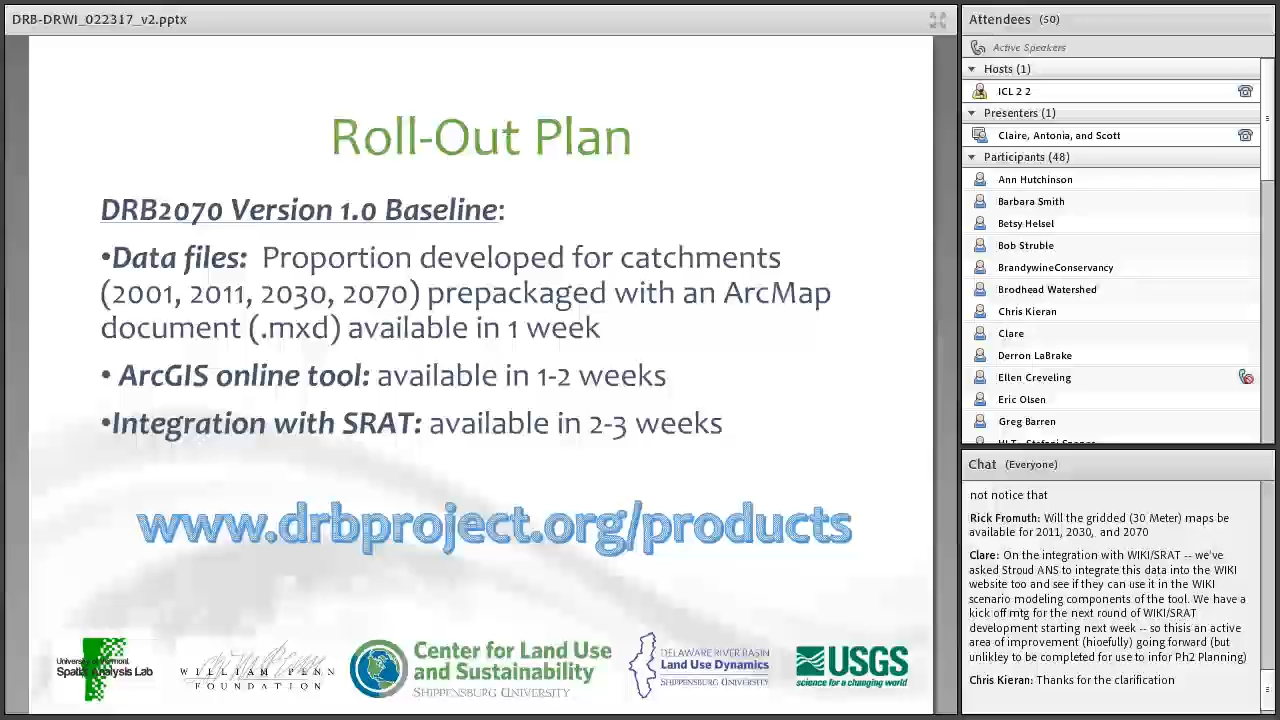 DRB-DRWI_022317_v2.pptx
Roll-Out Plan
DRB2070 Version 1.0 Baseline:
•Data files: Proportion developed for catchments
(2001, 2011, 2030, 2070) prepackaged with an ArcMap
document (.mxd) available in 1 week
• ArcGIS online tool: available in 1-2 weeks
•Integration with SRAT: available in 2-3 weeks
www.drbproject.org/products
University of Vermont
Spatial Analysis Lab
WILLIAM PENN
FOUNDATION
Center for Land Use
and Sustainability
SHIPPENSBURG UNIVERSITY
DELAWARE RIVER BASIN
Land Use Dynamics
SHIPPENSBURG UNIVERSITY
USGS
science for a changing world
Attendees (50)
Active Speakers
Hosts (1)
ICL 2 2
Presenters (1)
Claire, Antonia, and Scott
Participants (48)
Ann Hutchinson
Barbara Smith
Betsy Helsel
Bob Struble
BrandywineConservancy
Brodhead Watershed
Chris Kieran
Clare
Derron LaBrake
Ellen Creveling
Eric Olsen
Greg Barren
Chat (Everyone)
not notice that
Rick Fromuth: Will the gridded (30 Meter) maps be
available for 2011, 2030, and 2070
Clare: On the integration with WIKI/SRAT -- we've
asked Stroud ANS to integrate this data into the WIKI
website too and see if they can use it in the WIKI
scenario modeling components of the tool. We have a
kick off mtg for the next round of WIKI/SRAT
development starting next week -- so thisis an active
area of improvement (hioefully) going forward (but
unlikley to be completed for use to infor Ph2 Planning)
Chris Kieran: Thanks for the clarification